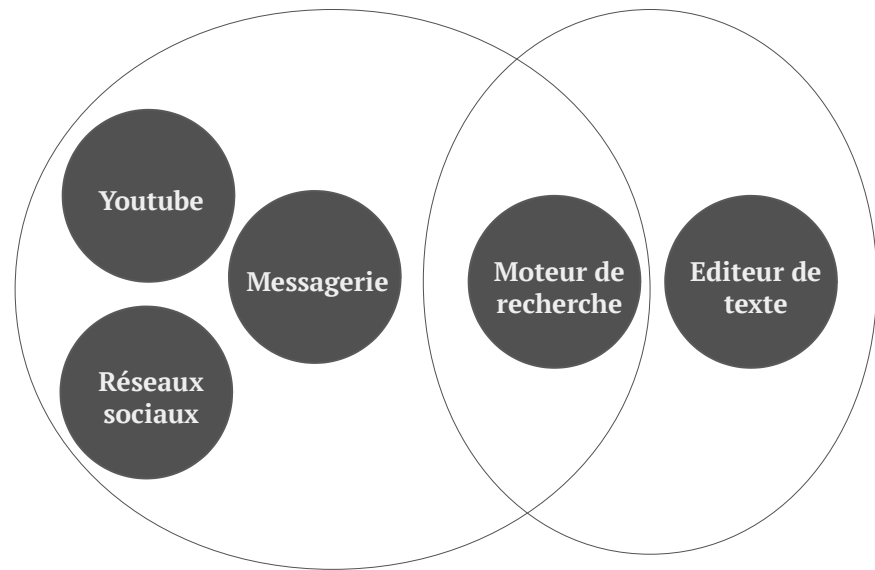 Youtube
Messagerie
Réseaux
sociaux
Moteur de
recherche
Editeur de
texte